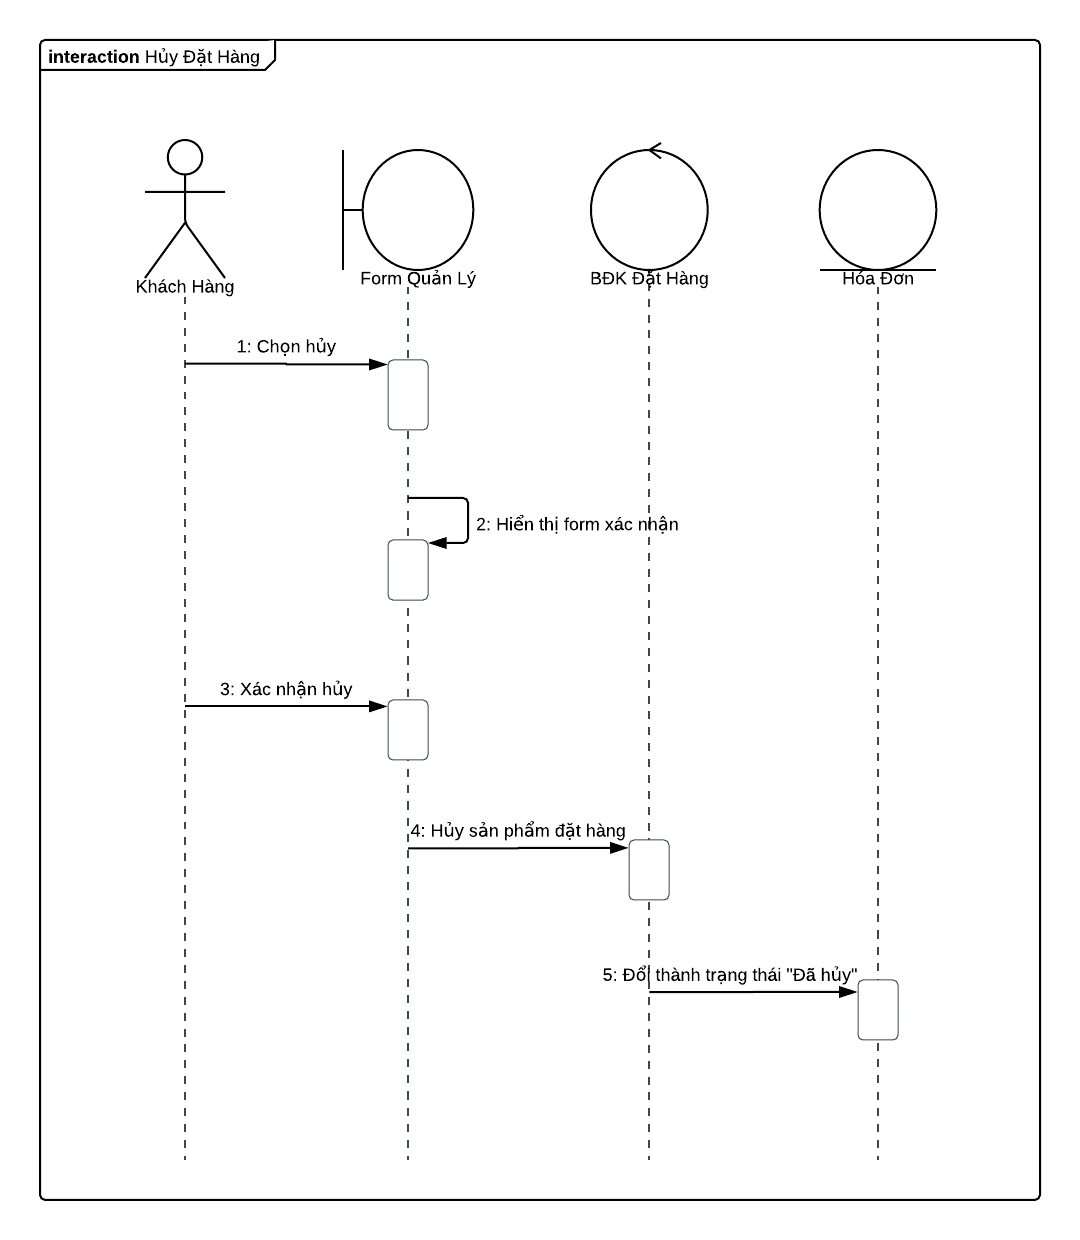 interaction Hủy Đặt Hàng
Khách Hàng
Form Quản Lý
BĐK Đặt Hàng
Hóa Đơn
1: Chọn hủy
2: Hiển thị form xác nhận
3: Xác nhận hủy
4: Hủy sản phẩm đặt hàng
5: Đổi thành trạng thái "Đã hủy"